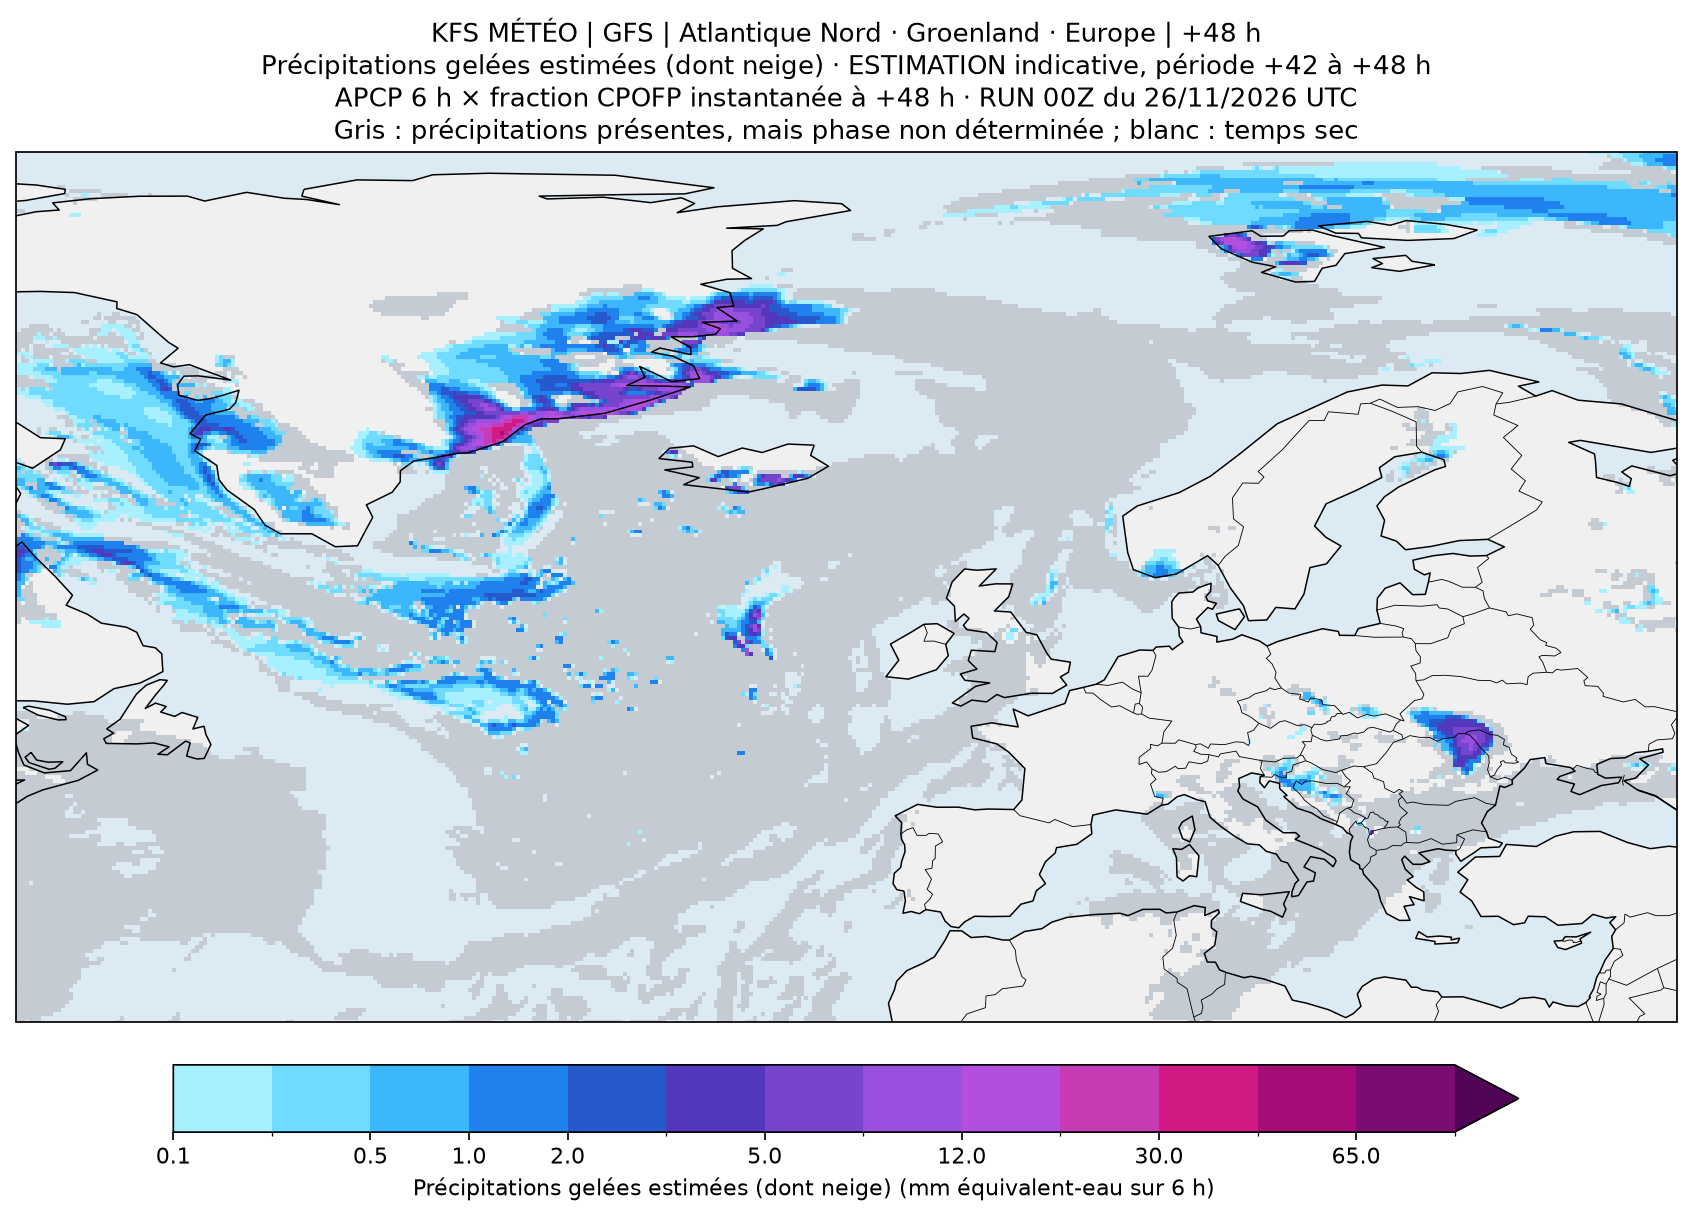 KFS MÉTÉO | GFS | Atlantique Nord · Groenland · Europe | +48 h
Précipitations gelées estimées (dont neige) · ESTIMATION indicative, période +42 à +48 h
APCP 6 h × fraction CPOFP instantanée à +48 h · RUN 00Z du 26/11/2026 UTC
Gris : précipitations présentes, mais phase non déterminée ; blanc : temps sec
0.1 0.5 1.0 2.0 5.0 12.0 30.0 65.0
Précipitations gelées estimées (dont neige) (mm équivalent-eau sur 6 h)